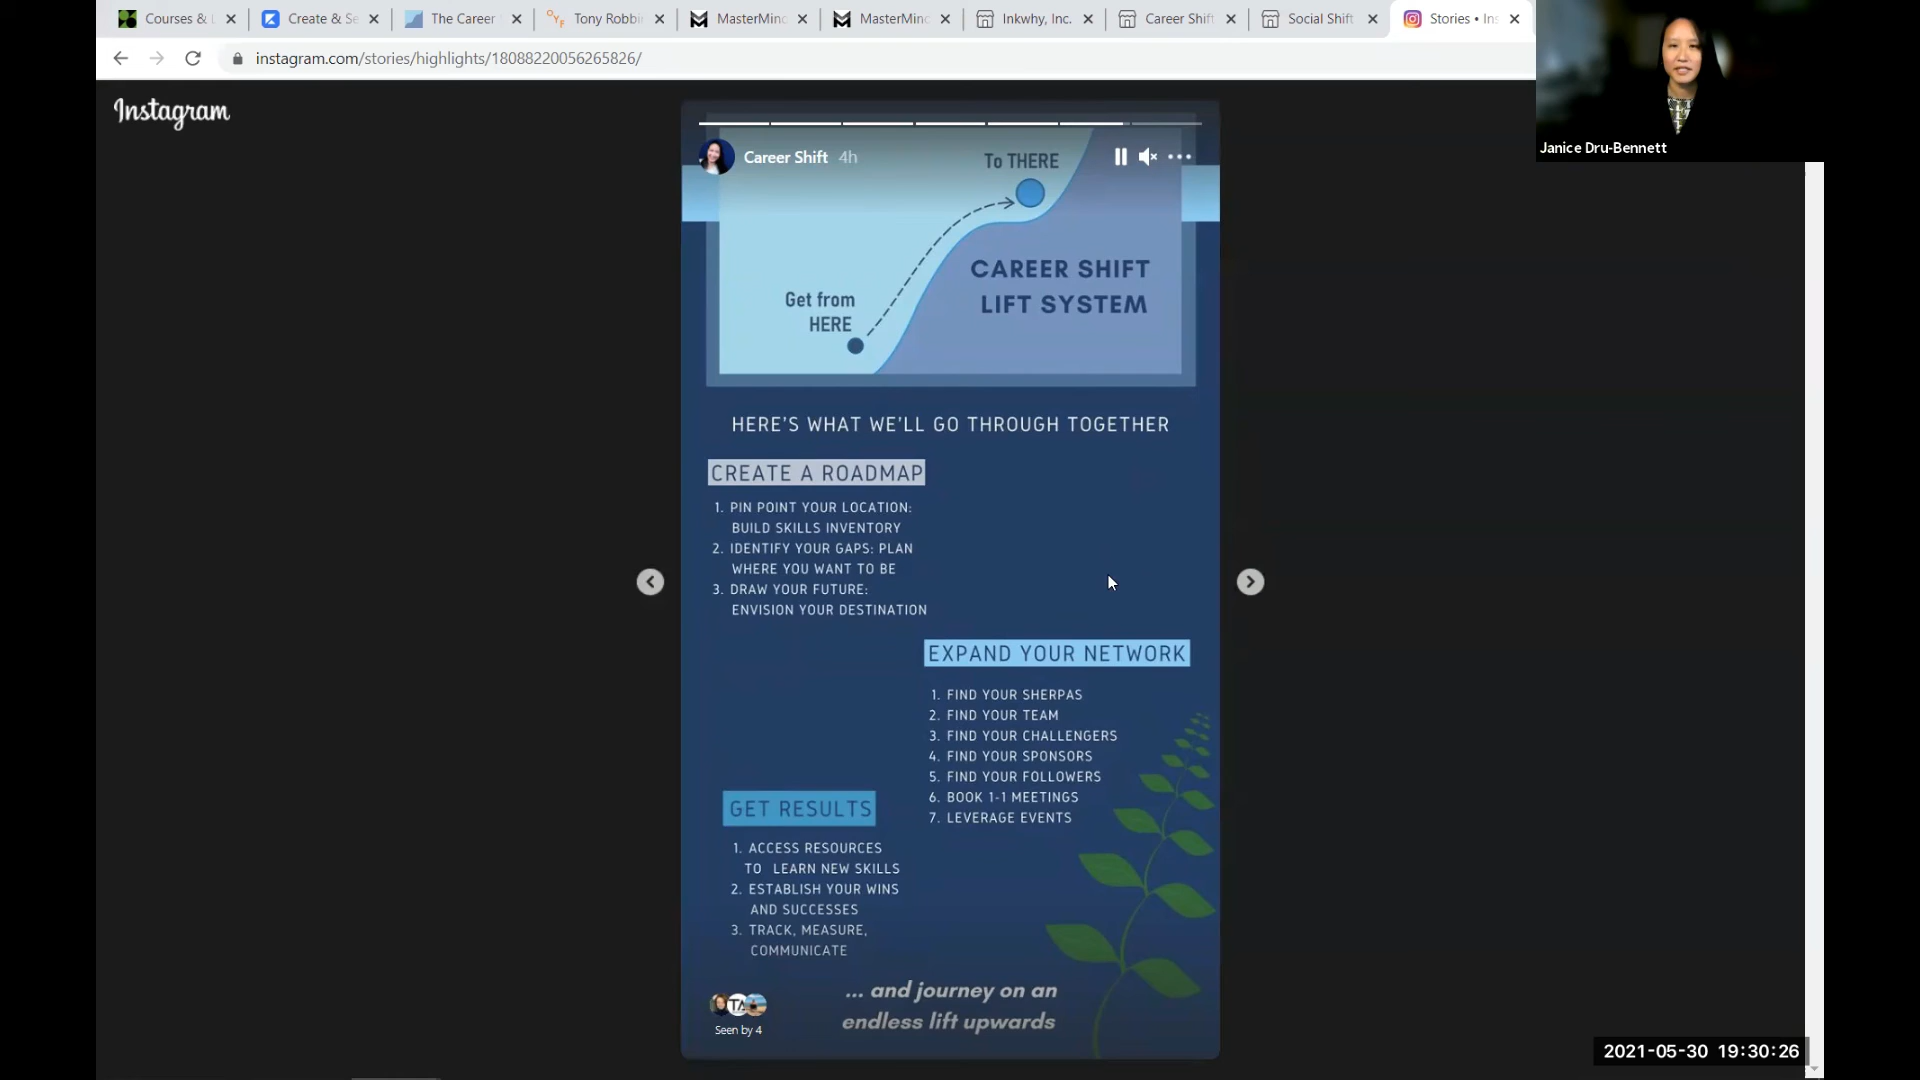 Courses &
Create & Se
The Career
Tony Robbi
MasterMind
MasterMind
Inkwhy, Inc.
Career Shift
Social Shift
Stories • Ins
instagram.com/stories/highlights/18088220056265826/
Janice Dru-Bennett
Instagram
Career Shift 4h
To THERE
Get from
HERE
CAREER SHIFT
LIFT SYSTEM
HERE'S WHAT WE'LL GO THROUGH TOGETHER
CREATE A ROADMAP
1. PIN POINT YOUR LOCATION:
BUILD SKILLS INVENTORY
2. IDENTIFY YOUR GAPS: PLAN
WHERE YOU WANT TO BE
3. DRAW YOUR FUTURE:
ENVISION YOUR DESTINATION
EXPAND YOUR NETWORK
1. FIND YOUR SHERPAS
2. FIND YOUR TEAM
3. FIND YOUR CHALLENGERS
4. FIND YOUR SPONSORS
5. FIND YOUR FOLLOWERS
6. BOOK 1-1 MEETINGS
7. LEVERAGE EVENTS
GET RESULTS
1. ACCESS RESOURCES
TO LEARN NEW SKILLS
2. ESTABLISH YOUR WINS
AND SUCCESSES
3. TRACK, MEASURE,
COMMUNICATE
... and journey on an
endless lift upwards
Seen by 4
2021-05-30 19:30:26